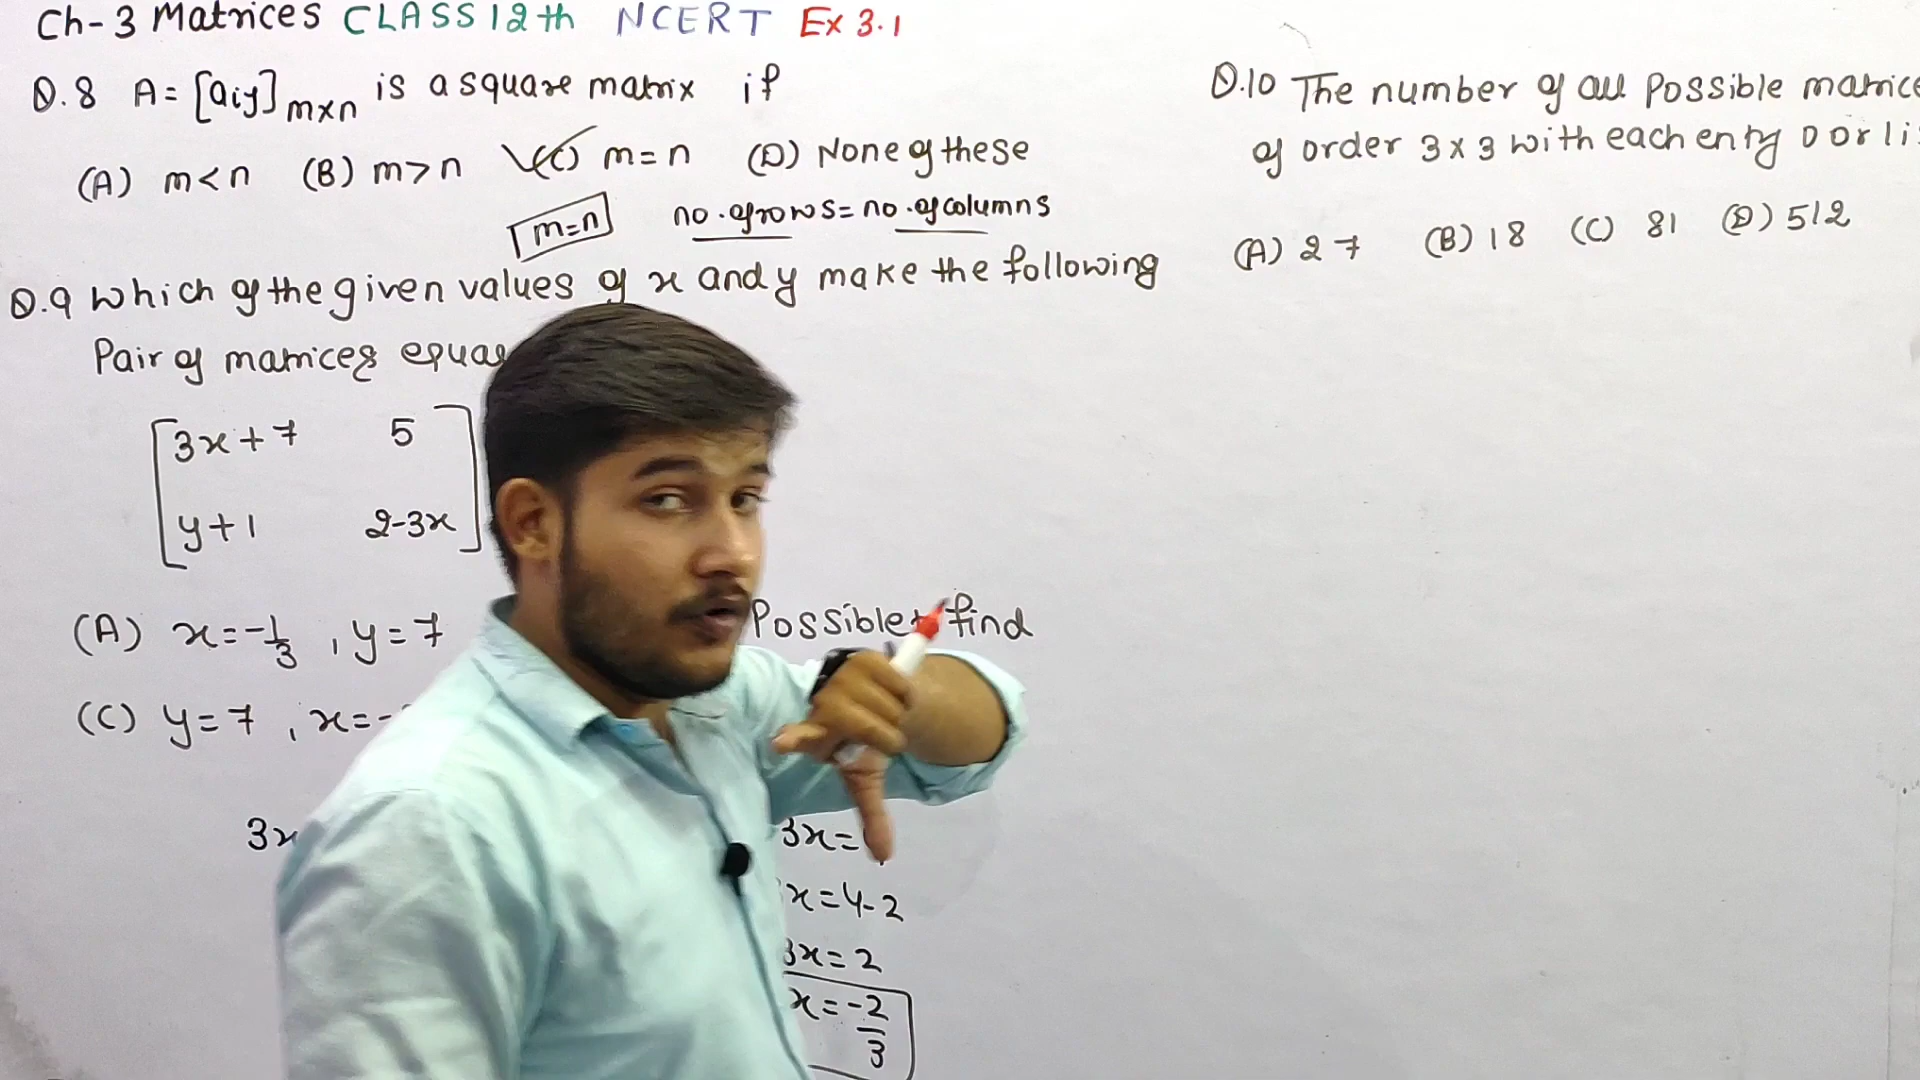 Ch-3 Matrices CLASS 12th NCERT Ex 3.1
Q.8 A = [aij] m×n is a square matrix if
(A) m<n (B) m>n (C) m=n (D) None of these
m=n no. of rows = no. of columns
Q.9 Which of the given values of x and y make the following
Pair of matrices
[3x+7 5
y+1 2-3x]
(A) x=-1/3, y=7 Possible find
(C) y=7, x=-
3x 3x=
x=4-2
3x=2
x=-2/3
Q.10 The number of all Possible
of order 3x3 with each entry 0 or 1
(A) 27 (B) 18 (C) 81 (D) 512